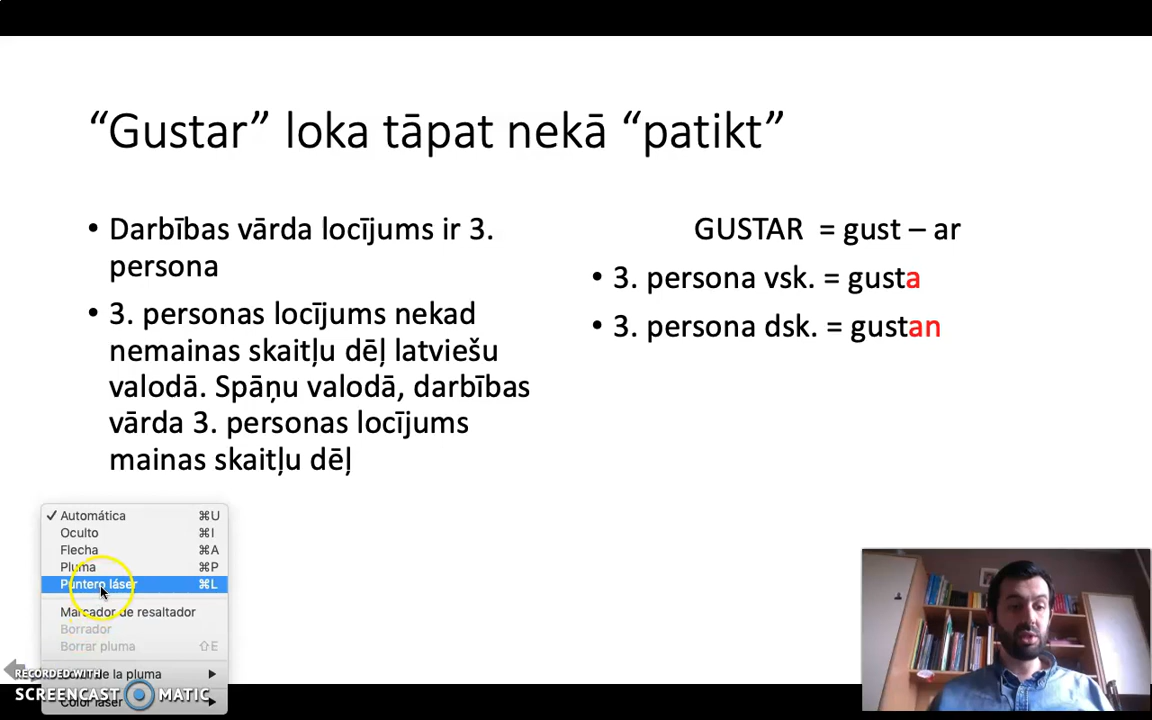 “Gustar” loka tāpat nekā “patikt”
• Darbības vārda locījums ir 3.
persona
• 3. personas locījums nekad
nemainas skaitļu dēļ latviešu
valodā. Spāņu valodā, darbības
vārda 3. personas locījums
mainas skaitļu dēļ
GUSTAR = gust – ar
• 3. persona vsk. = gusta
• 3. persona dsk. = gustan
✓ Automática ⌘U
Oculto ⌘I
Flecha ⌘A
Pluma ⌘P
Puntero láser ⌘L
Marcador de resaltador
Borrador
Borrar pluma ⇧E
de la pluma
RECORDED WITH
SCREENCAST MATIC
Color láser